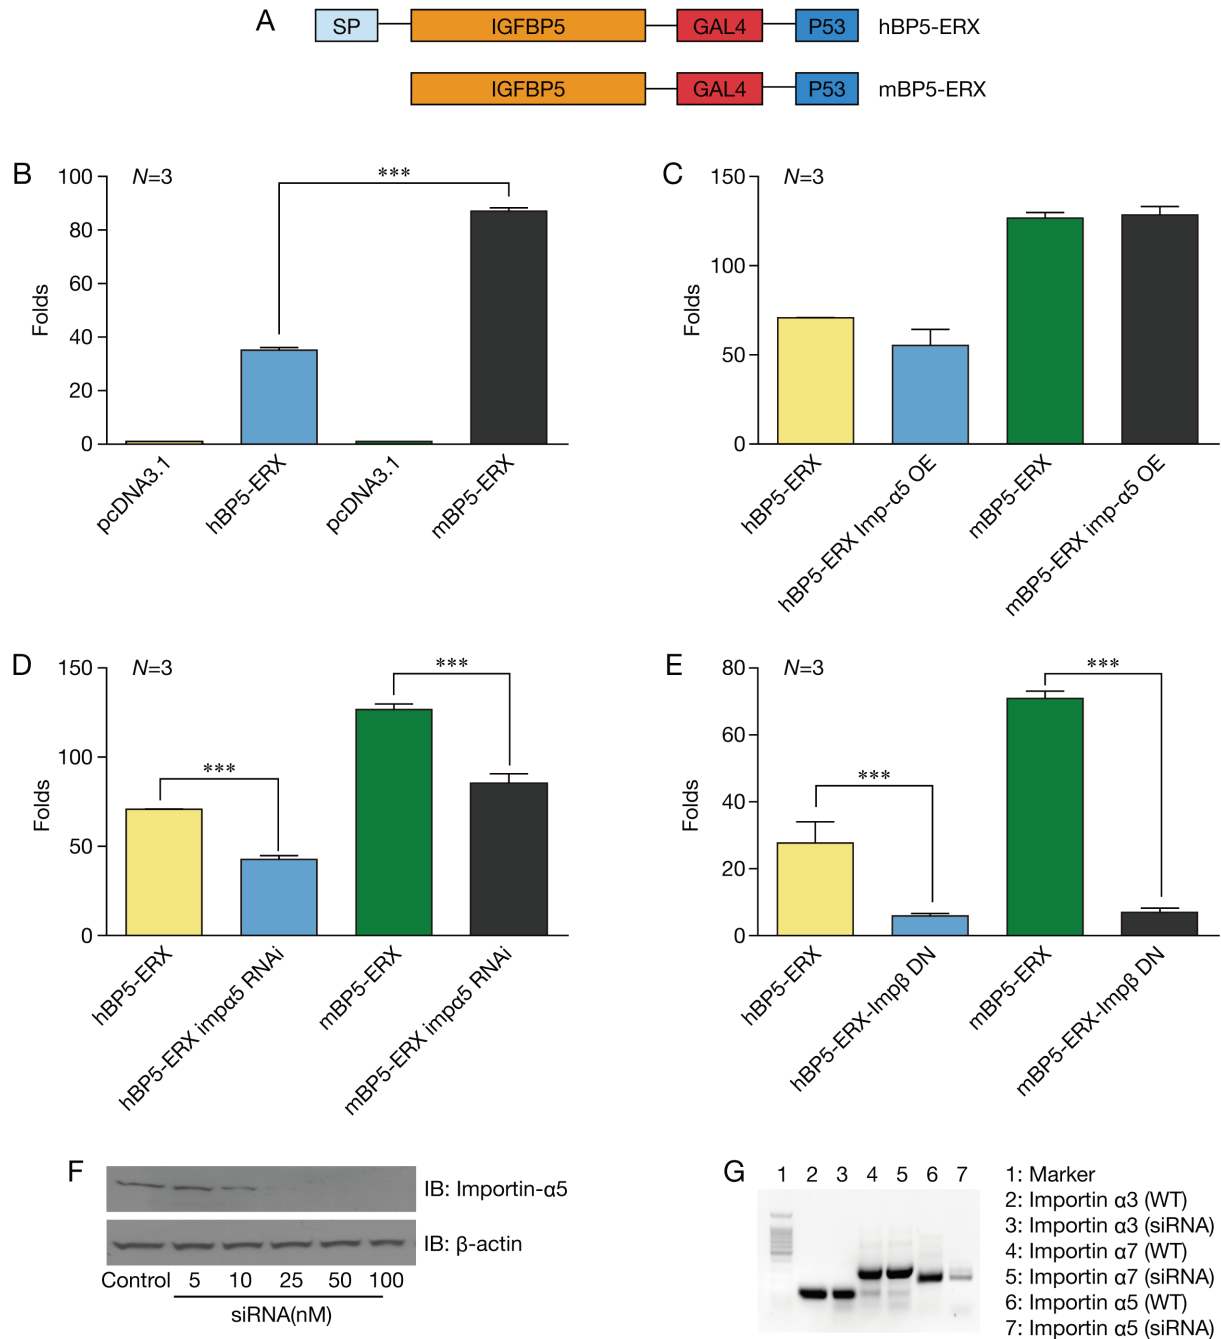 A
SP IGFBP5 GAL4 P53 hBP5-ERX
IGFBP5 GAL4 P53 mBP5-ERX
B
N=3
***
Folds
100
80
60
40
20
0
pcDNA3.1
hBP5-ERX
pcDNA3.1
mBP5-ERX
C
N=3
Folds
150
100
50
0
hBP5-ERX
hBP5-ERX Imp-α5 OE
mBP5-ERX
mBP5-ERX imp-α5 OE
D
N=3
***
***
Folds
150
100
50
0
hBP5-ERX
hBP5-ERX impα5 RNAi
mBP5-ERX
mBP5-ERX impα5 RNAi
E
N=3
***
***
Folds
80
60
40
20
0
hBP5-ERX
hBP5-ERX-Impβ DN
mBP5-ERX
mBP5-ERX-Impβ DN
F
IB: Importin-α5
IB: β-actin
Control 5 10 25 50 100
siRNA(nM)
G
1 2 3 4 5 6 7
1: Marker
2: Importin α3 (WT)
3: Importin α3 (siRNA)
4: Importin α7 (WT)
5: Importin α7 (siRNA)
6: Importin α5 (WT)
7: Importin α5 (siRNA)